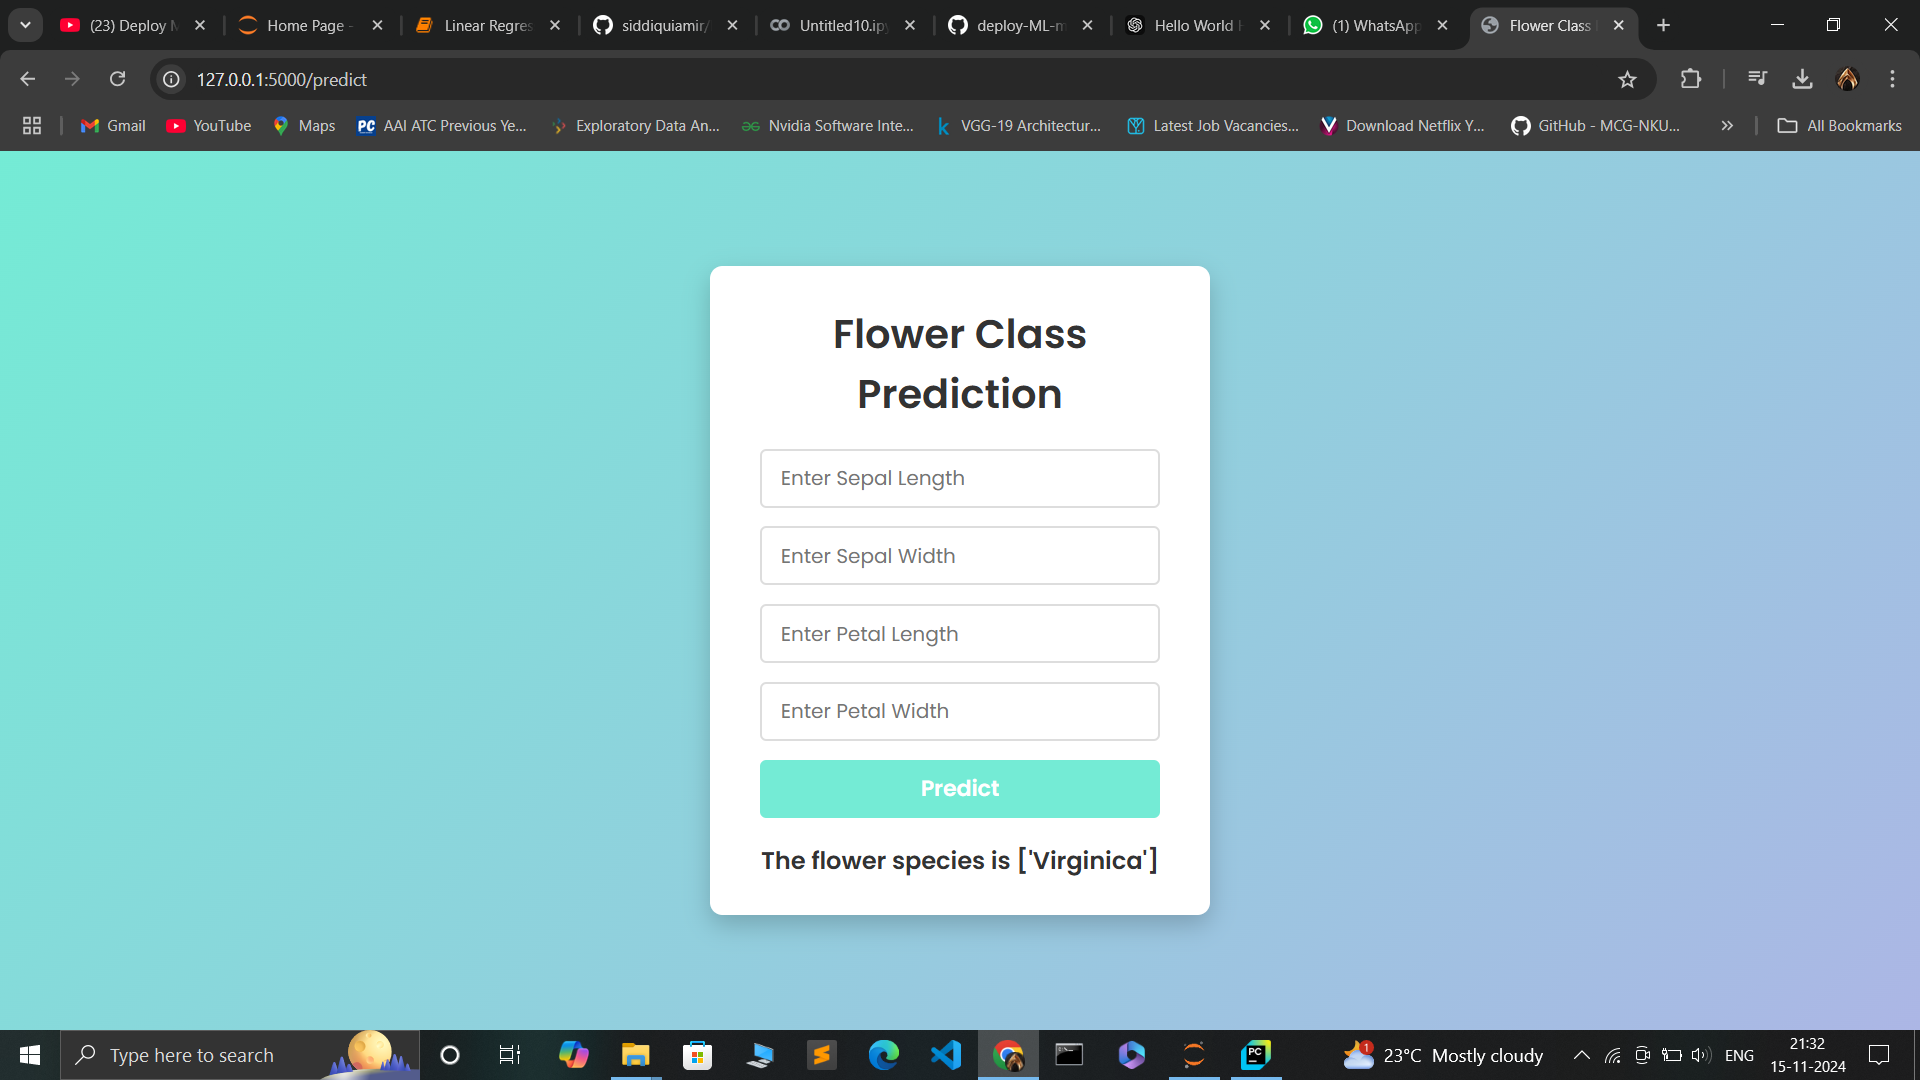 (23) Deploy M
Home Page -
Linear Regres
siddiquiamir/
Untitled10.ip
deploy-ML-m
Hello World
(1) WhatsApp
Flower Class
127.0.0.1:5000/predict
Gmail
YouTube
Maps
PC
AAI ATC Previous Ye...
Exploratory Data An...
Nvidia Software Inte...
VGG-19 Architectur...
Latest Job Vacancies...
Download Netflix Y...
GitHub - MCG-NKU...
All Bookmarks
Flower Class
Prediction
Enter Sepal Length
Enter Sepal Width
Enter Petal Length
Enter Petal Width
Predict
The flower species is ['Virginica']
Type here to search
PC
1
23°C Mostly cloudy
ENG
21:32
15-11-2024